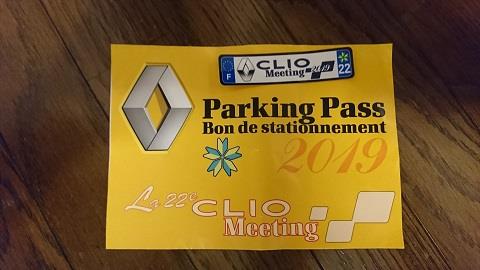 F CLIO 22
Meeting 2019
Parking Pass
Bon de stationnement
2019
La 22e CLIO
Meeting